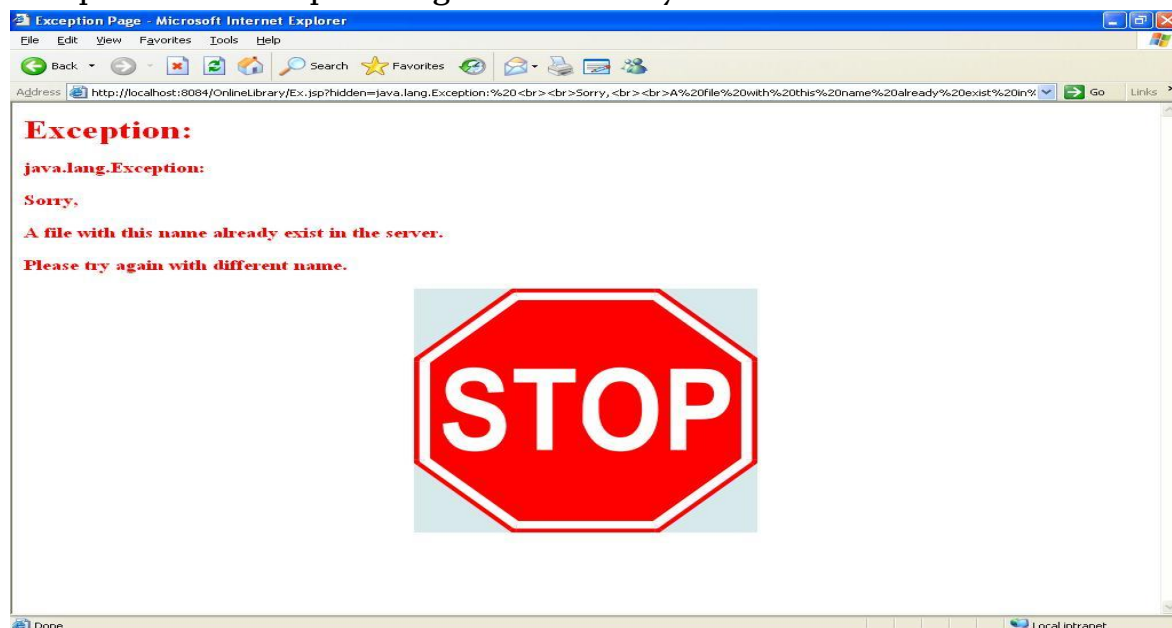 Exception Page - Microsoft Internet Explorer
File Edit View Favorites Tools Help
Back Search Favorites
Address http://localhost:8084/OnlineLibrary/Ex.jsp?hidden=java.lang.Exception:%20<br><br>Sorry,<br><br>A%20file%20with%20this%20name%20already%20exist%20in% Go Links
Exception:
java.lang.Exception:
Sorry,
A file with this name already exist in the server.
Please try again with different name.
STOP
Done Local intranet